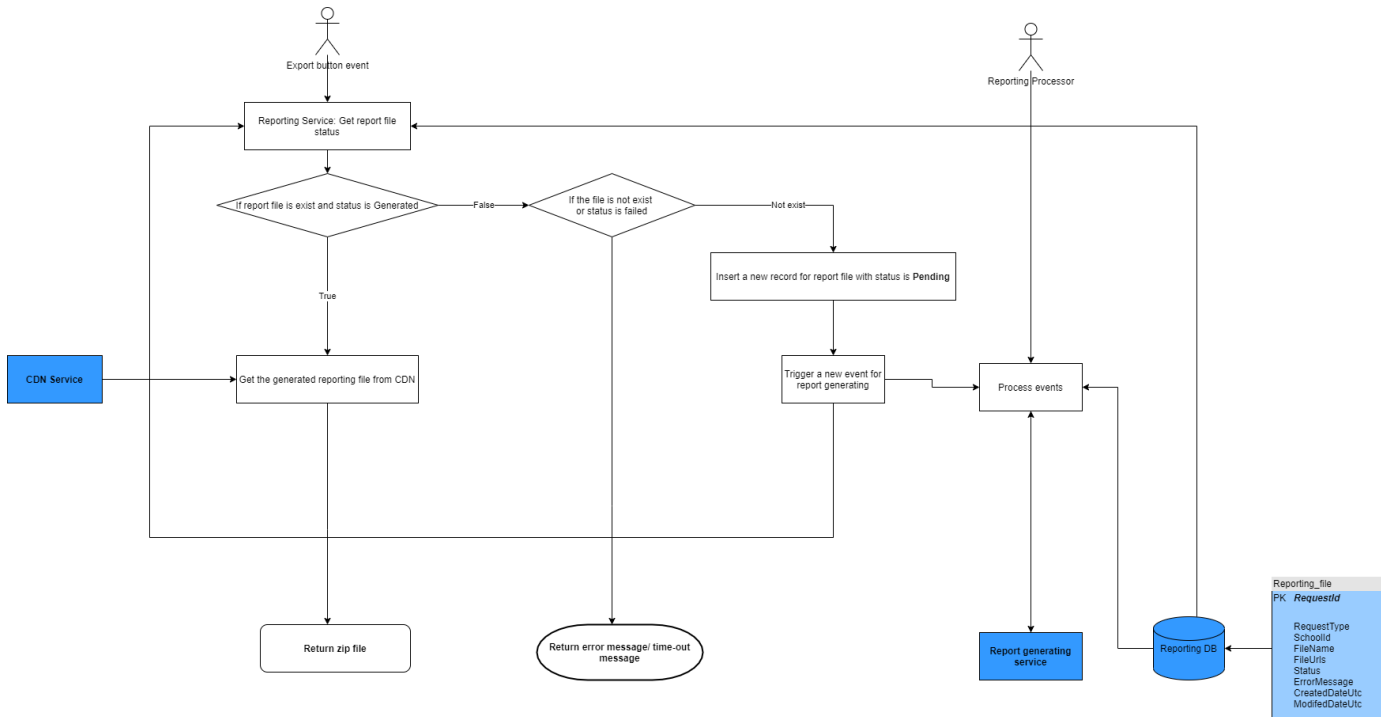 Export button event
Reporting Processor
Reporting Service: Get report file
status
If report file is exist and status is Generated
False
If the file is not exist
or status is failed
Not exist
Insert a new record for report file with status is Pending
True
CDN Service
Get the generated reporting file from CDN
Trigger a new event for
report generating
Process events
Return zip file
Return error message/ time-out
message
Report generating
service
Reporting DB
Reporting_file
PK RequestId
RequestType
SchoolId
FileName
FileUrls
Status
ErrorMessage
CreatedDateUtc
ModifedDateUtc